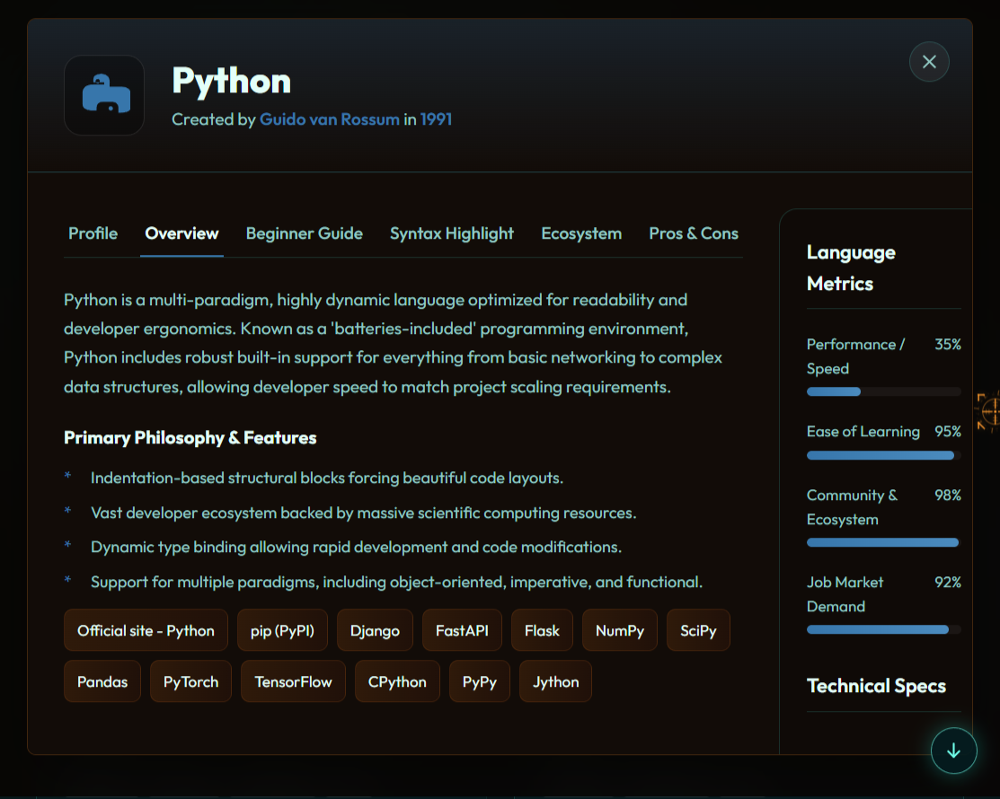 Python
Created by Guido van Rossum in 1991
Profile Overview Beginner Guide Syntax Highlight Ecosystem Pros & Cons
Python is a multi-paradigm, highly dynamic language optimized for readability and
developer ergonomics. Known as a 'batteries-included' programming environment,
Python includes robust built-in support for everything from basic networking to complex
data structures, allowing developer speed to match project scaling requirements.
Primary Philosophy & Features
* Indentation-based structural blocks forcing beautiful code layouts.
* Vast developer ecosystem backed by massive scientific computing resources.
* Dynamic type binding allowing rapid development and code modifications.
* Support for multiple paradigms, including object-oriented, imperative, and functional.
Official site - Python pip (PyPI) Django FastAPI Flask NumPy SciPy
Pandas PyTorch TensorFlow CPython PyPy Jython
Language
Metrics
Performance / 35%
Speed
Ease of Learning 95%
Community & 98%
Ecosystem
Job Market 92%
Demand
Technical Specs